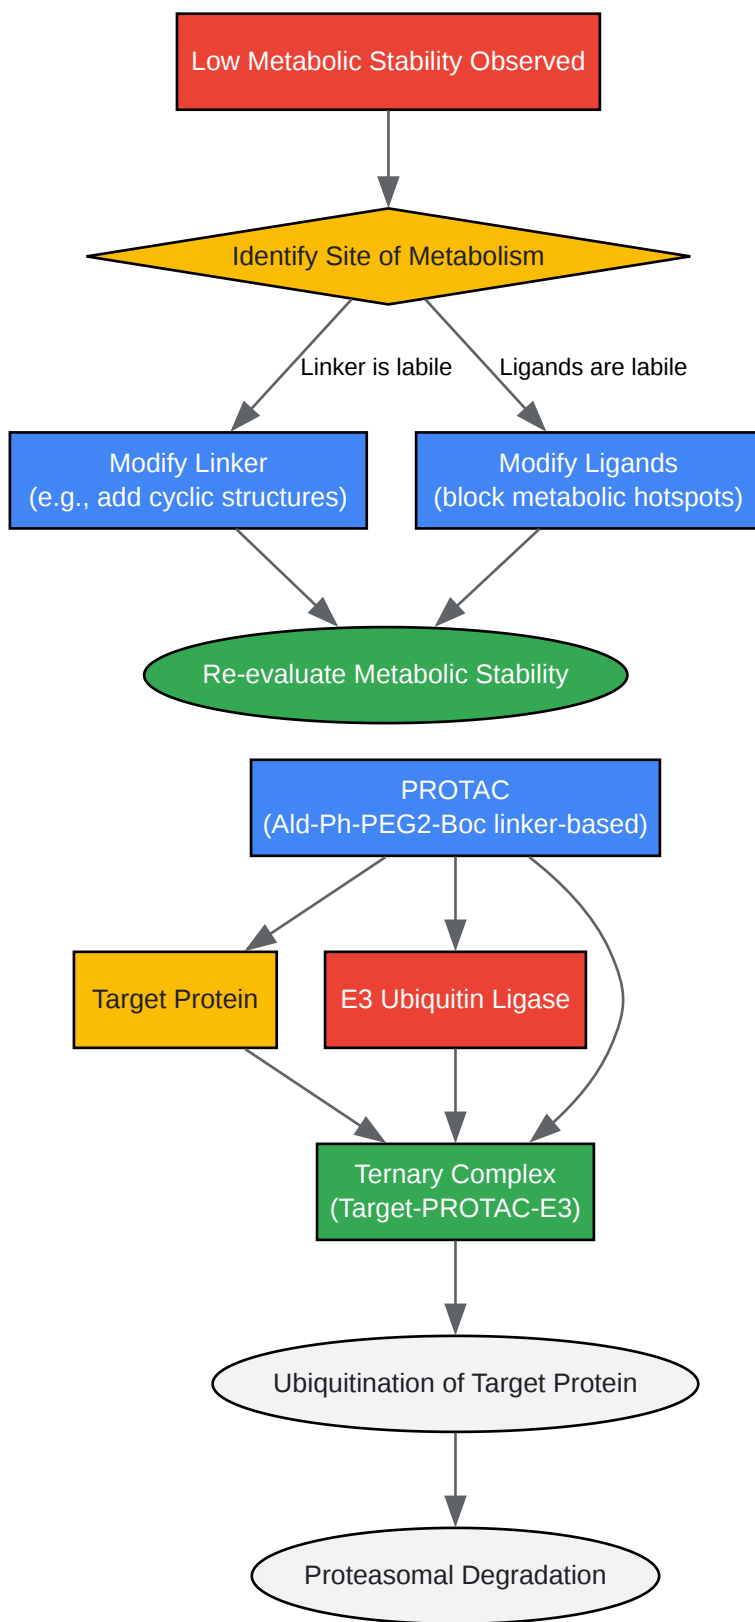 Low Metabolic Stability Observed
Identify Site of Metabolism
Linker is labile
Ligands are labile
Modify Linker
(e.g., add cyclic structures)
Modify Ligands
(block metabolic hotspots)
Re-evaluate Metabolic Stability
PROTAC
(Ald-Ph-PEG2-Boc linker-based)
Target Protein
E3 Ubiquitin Ligase
Ternary Complex
(Target-PROTAC-E3)
Ubiquitination of Target Protein
Proteasomal Degradation